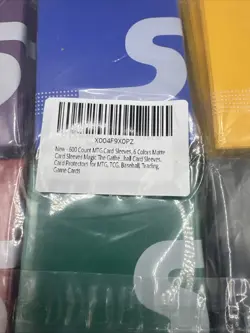 S
X004F9X0PZ
New - 600 Count MTG Card Sleeves, 6 Colors Matte
Card Sleeves Magic The Gathe...ball Card Sleeves,
Card Protectors for MTG, TCG, Baseball, Trading
Game Cards
S